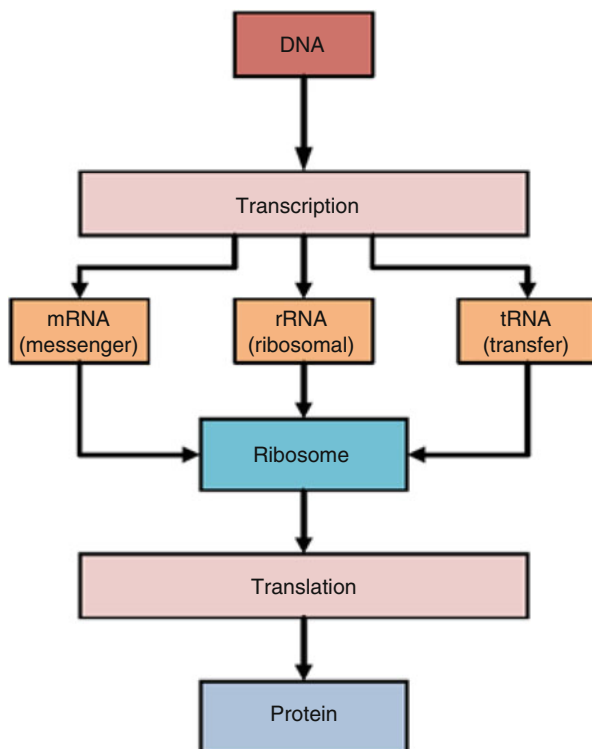 DNA
Transcription
mRNA
(messenger)
rRNA
(ribosomal)
tRNA
(transfer)
Ribosome
Translation
Protein